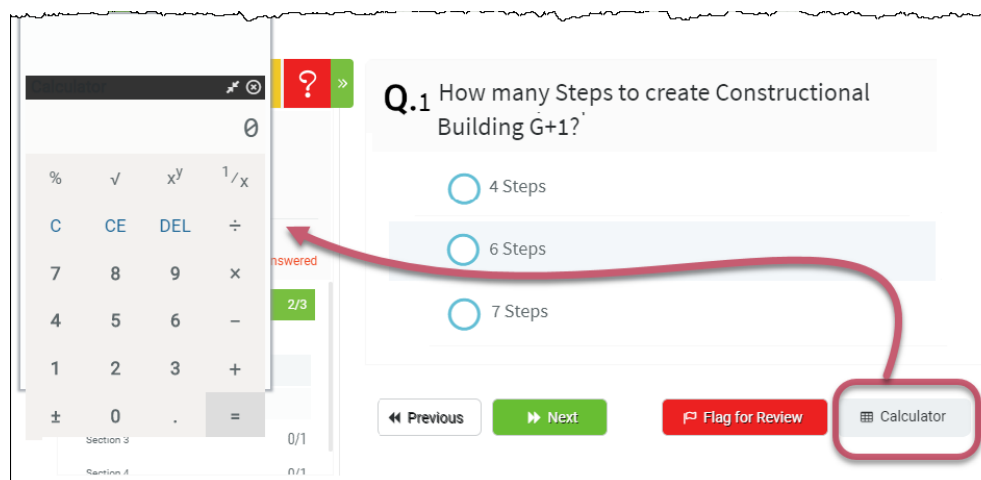 Calculator
0
% √ xʸ 1/x
C CE DEL ÷
7 8 9 ×
4 5 6 −
1 2 3 +
± 0 . =
?
»
nswered
2/3
Section 3 0/1
Section 4 0/1
Q.1 How many Steps to create Constructional
Building G+1?
4 Steps
6 Steps
7 Steps
Previous
Next
Flag for Review
Calculator